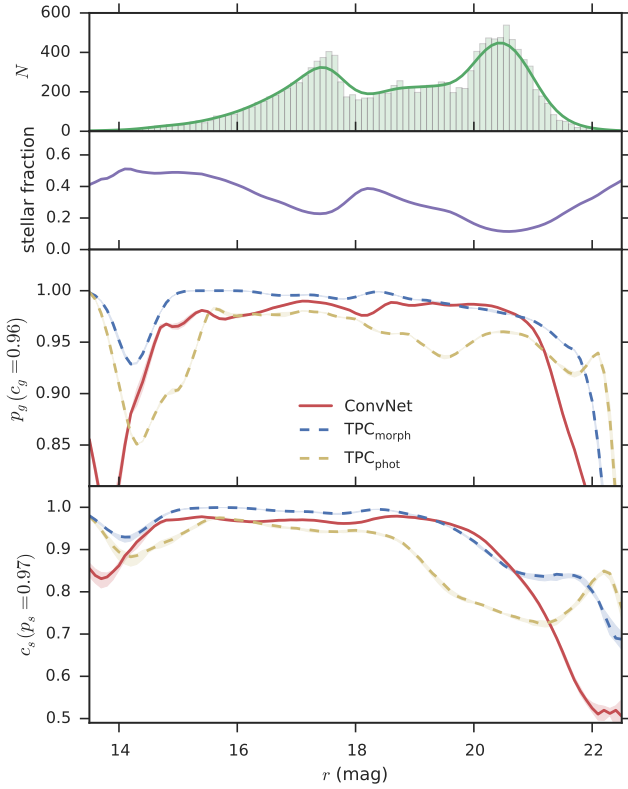 600
400
200
0
N
0.6
0.4
0.2
0.0
stellar fraction
1.00
0.95
0.90
0.85
p_g (c_g = 0.96)
ConvNet
TPC_morph
TPC_phot
1.0
0.9
0.8
0.7
0.6
0.5
c_s (p_s = 0.97)
14 16 18 20 22
r (mag)